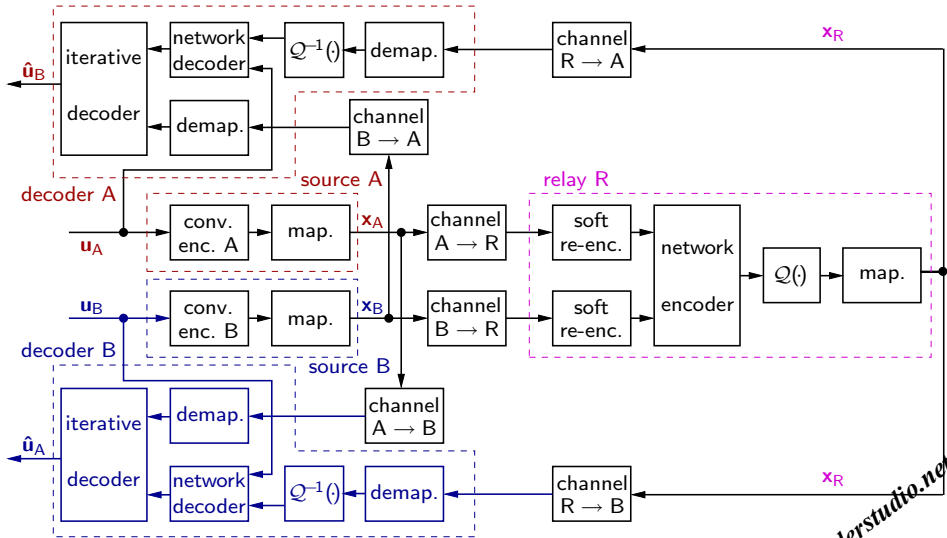 iterative
decoder
network
decoder
Q⁻¹(·)
demap.
channel
R → A
x_R
û_B
demap.
channel
B → A
decoder A
source A
relay R
u_A
conv.
enc. A
map.
x_A
channel
A → R
soft
re-enc.
network
encoder
Q(·)
map.
u_B
conv.
enc. B
map.
x_B
channel
B → R
soft
re-enc.
decoder B
source B
iterative
decoder
demap.
channel
A → B
û_A
network
decoder
Q⁻¹(·)
demap.
channel
R → B
x_R